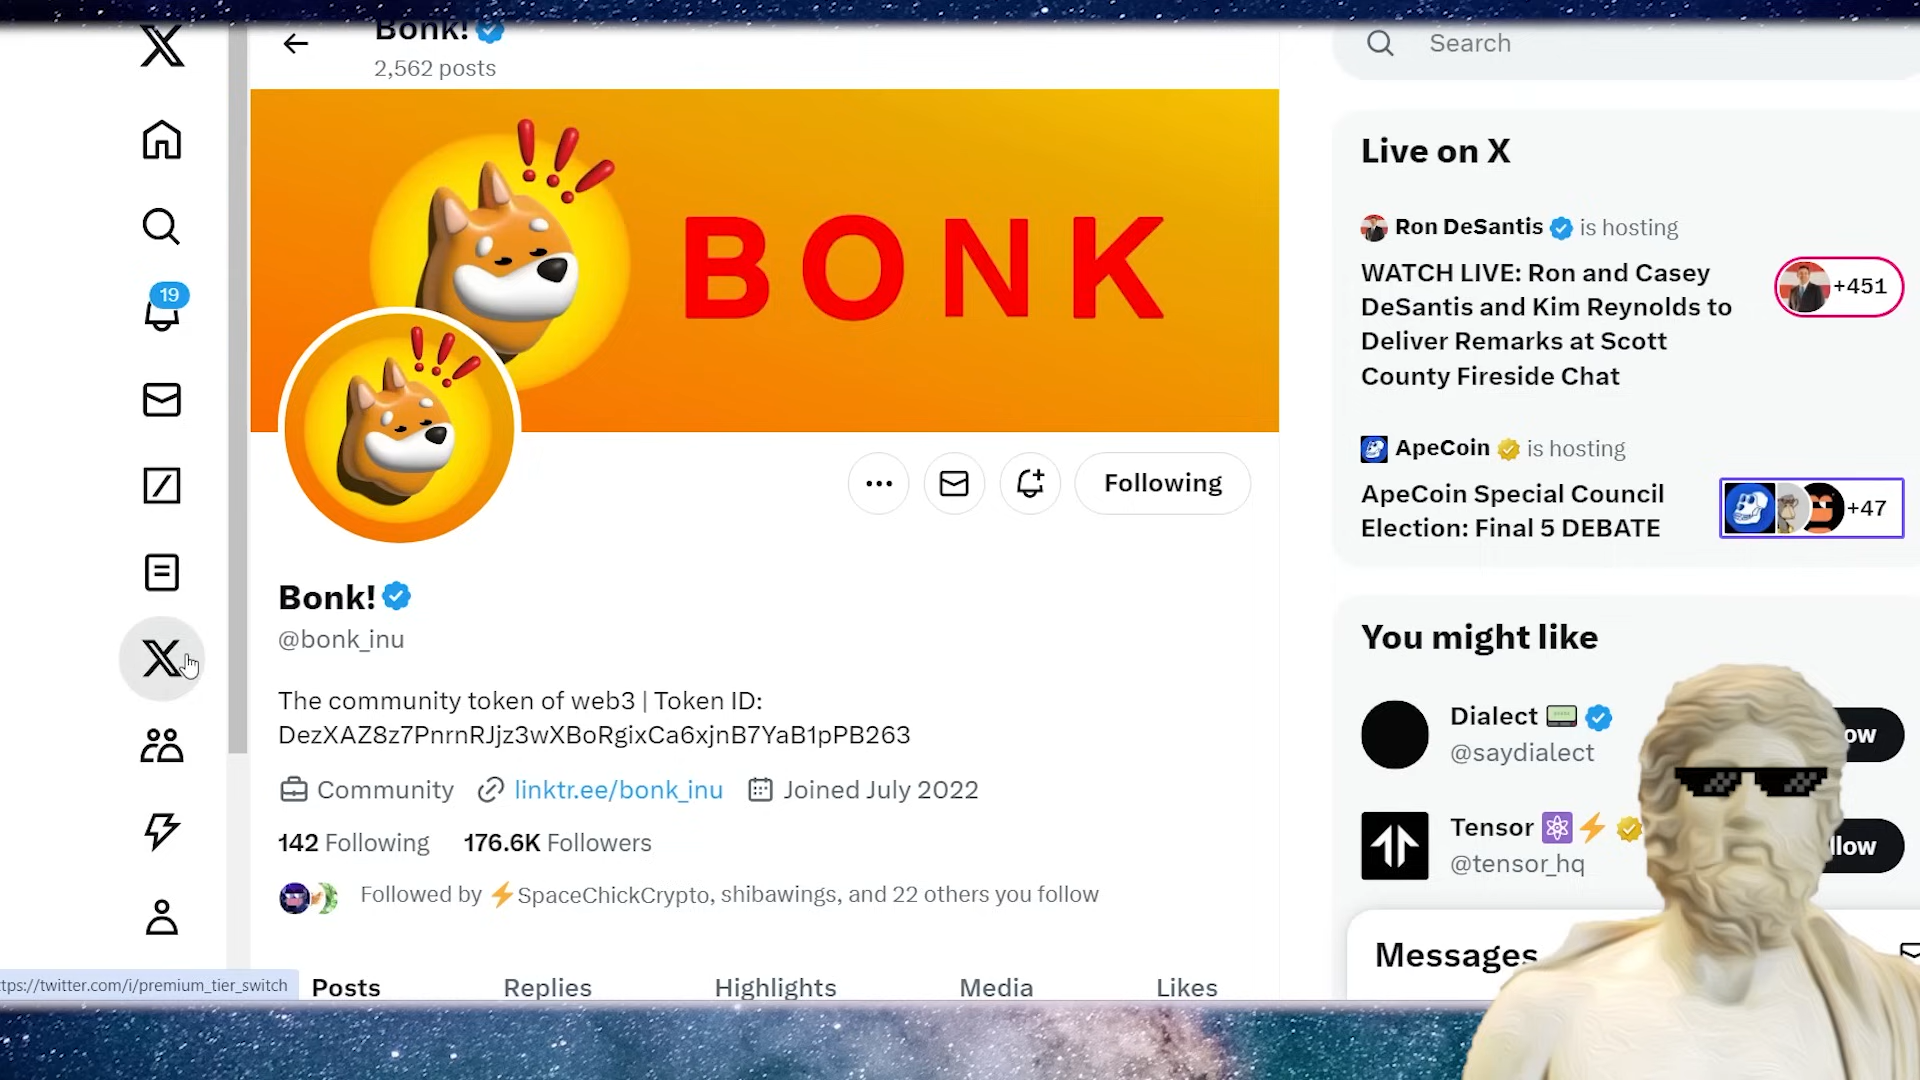 Bonk!
2,562 posts
Search
BONK
19
Live on X
Ron DeSantis is hosting
WATCH LIVE: Ron and Casey
DeSantis and Kim Reynolds to
Deliver Remarks at Scott
County Fireside Chat
+451
ApeCoin is hosting
ApeCoin Special Council
Election: Final 5 DEBATE
+47
Following
Bonk!
@bonk_inu
The community token of web3 | Token ID:
DezXAZ8z7PnrnRJjz3wXBoRgixCa6xjnB7YaB1pPB263
Community linktr.ee/bonk_inu Joined July 2022
142 Following 176.6K Followers
Followed by ⚡SpaceChickCrypto, shibawings, and 22 others you follow
Posts Replies Highlights Media Likes
You might like
Dialect
@saydialect
ow
Tensor ⚛⚡
@tensor_hq
llow
Messages
ttps://twitter.com/i/premium_tier_switch